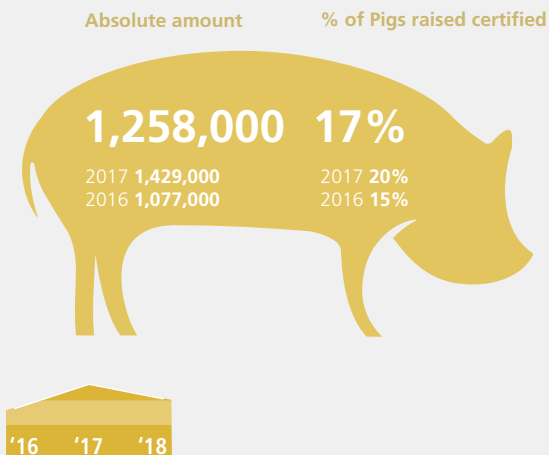 Absolute amount
% of Pigs raised certified
1,258,000
17%
2017 1,429,000
2016 1,077,000
2017 20%
2016 15%
‘16 ‘17 ‘18